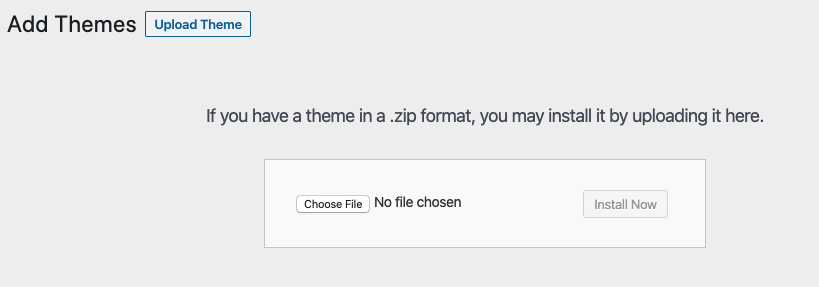 Add Themes Upload Theme
If you have a theme in a .zip format, you may install it by uploading it here.
Choose File No file chosen Install Now